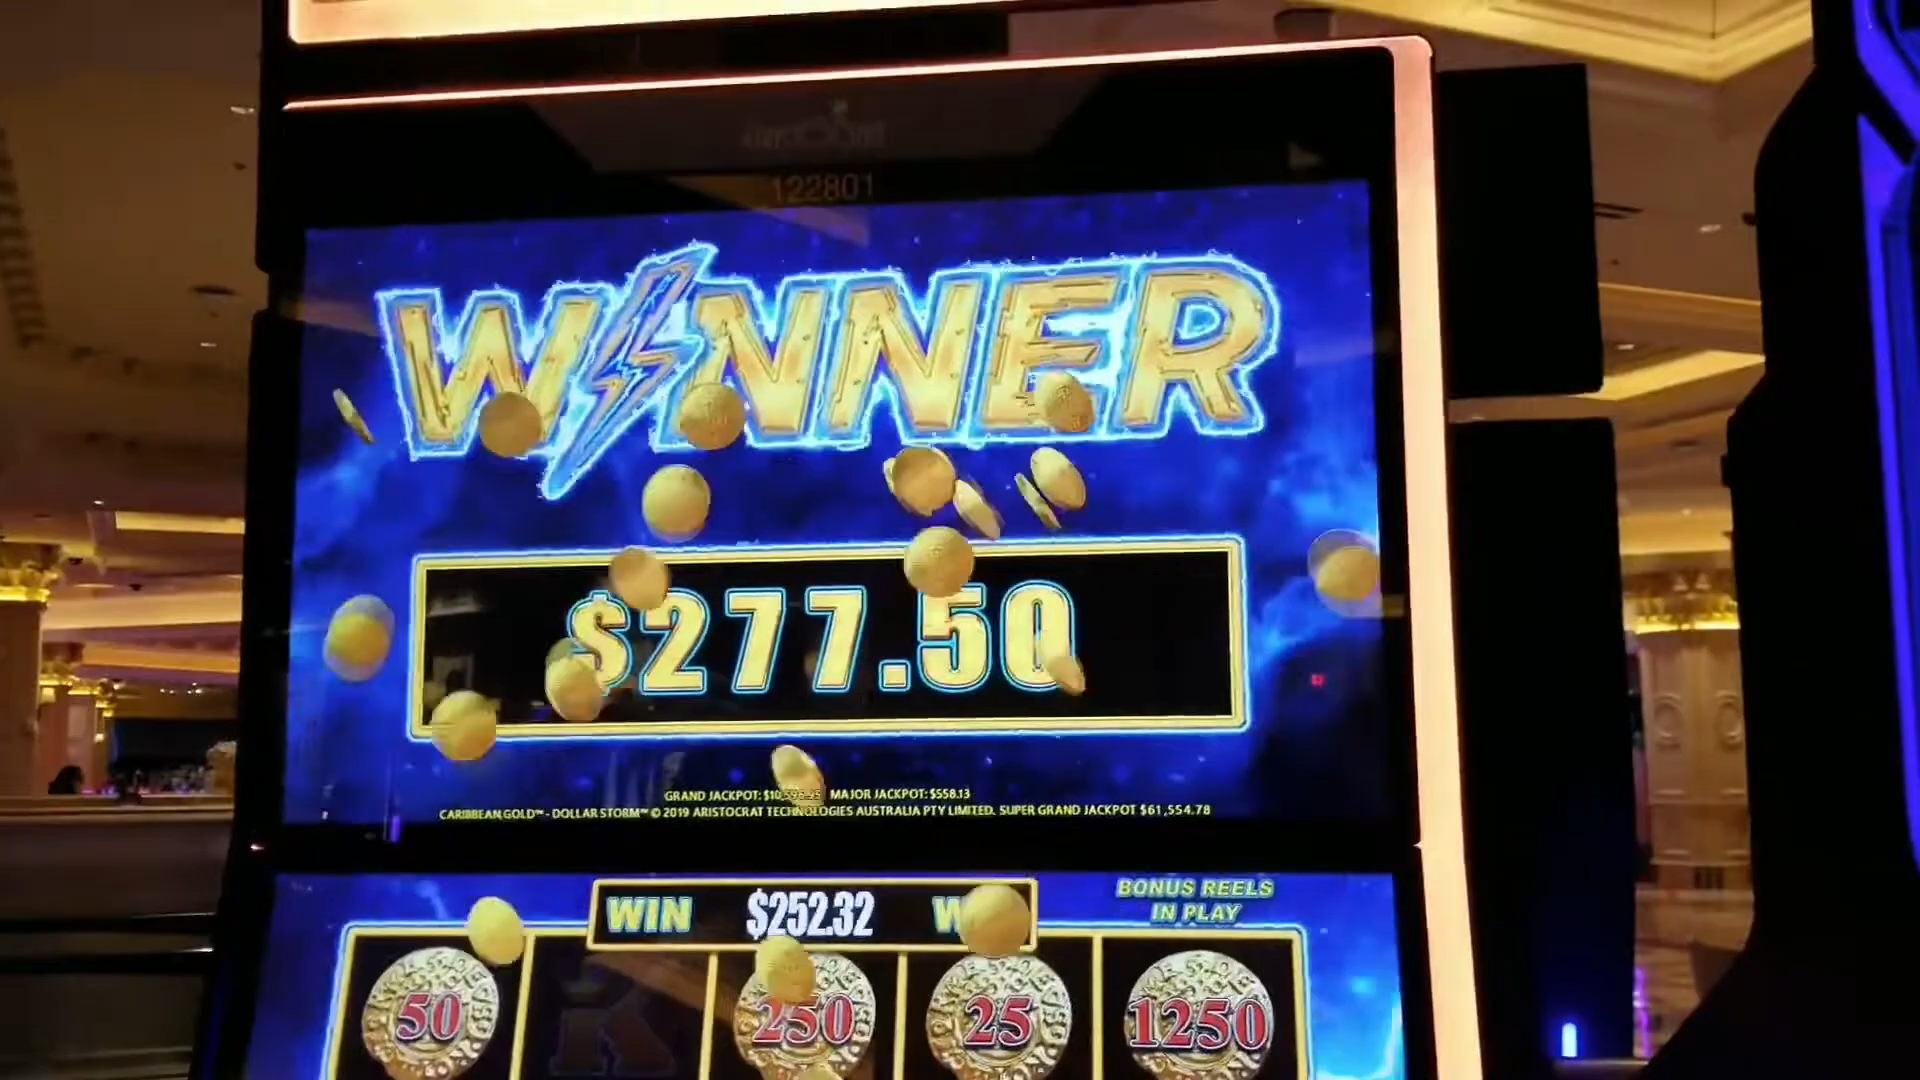 122801
WINNER
$277.50
GRAND JACKPOT: MAJOR JACKPOT: $558.13
CARIBBEAN GOLD™ - DOLLAR STORM™ © 2019 ARISTOCRAT TECHNOLOGIES AUSTRALIA PTY LIMITED. SUPER GRAND JACKPOT $61,554.78
WIN $252.32
BONUS REELS
IN PLAY
50 K 250 25 1250